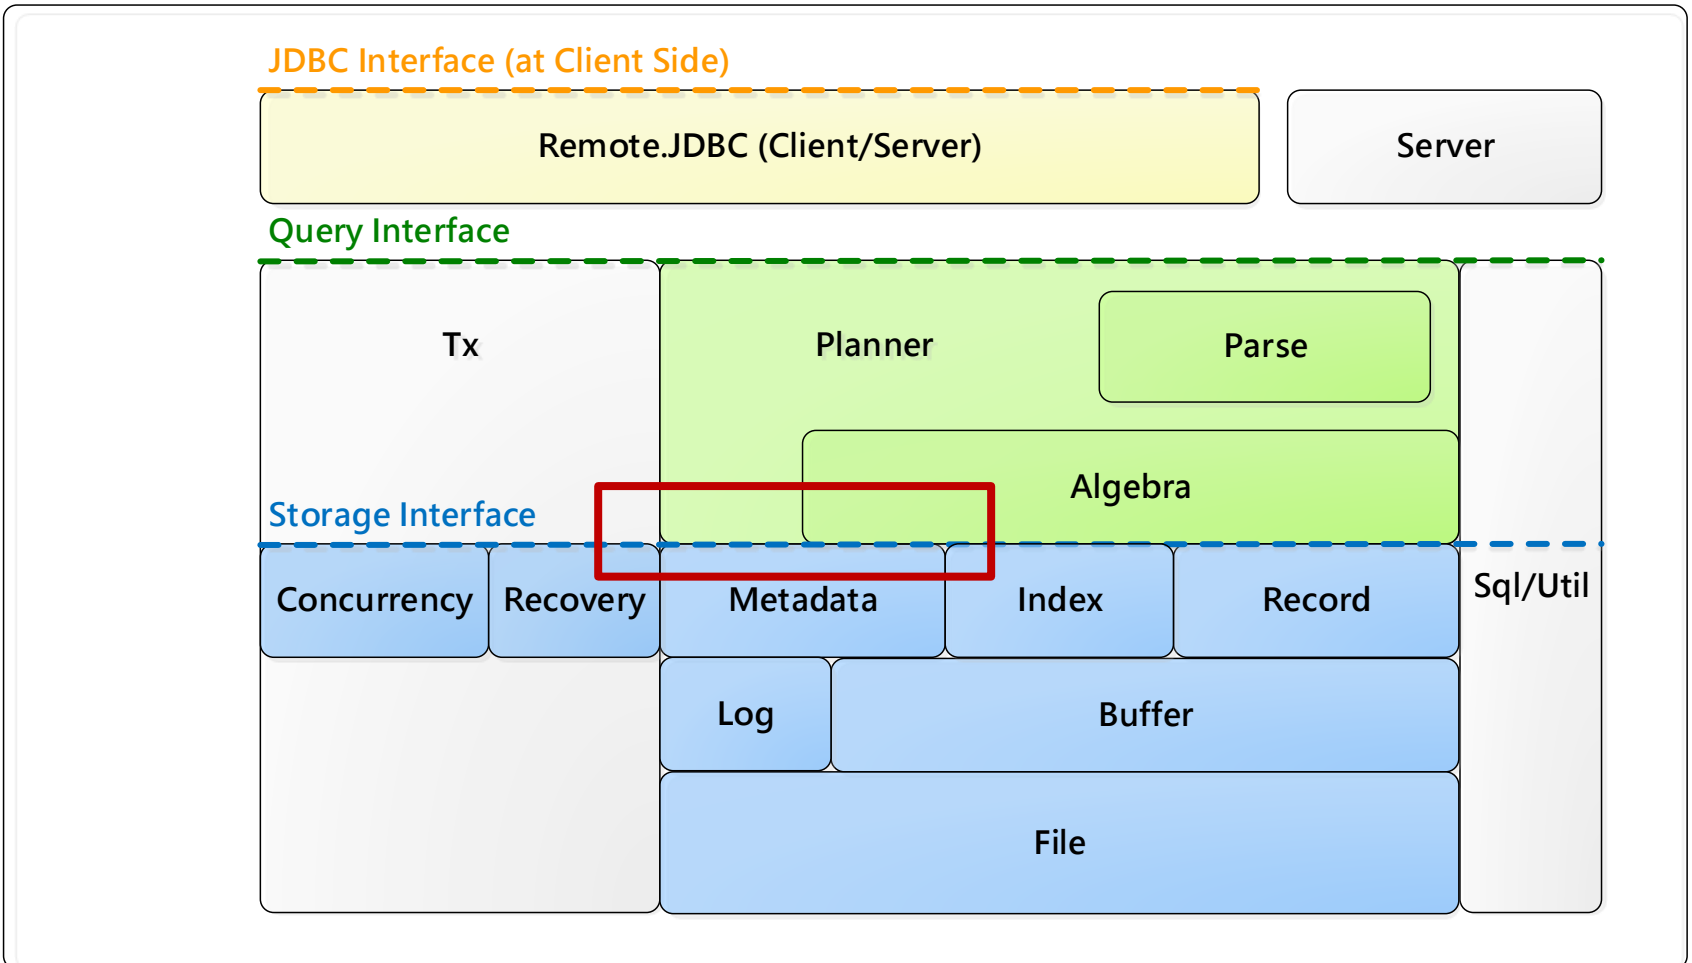 JDBC Interface (at Client Side)
Remote.JDBC (Client/Server)
Server
Query Interface
Tx
Planner
Parse
Algebra
Storage Interface
Concurrency
Recovery
Metadata
Index
Record
Sql/Util
Log
Buffer
File